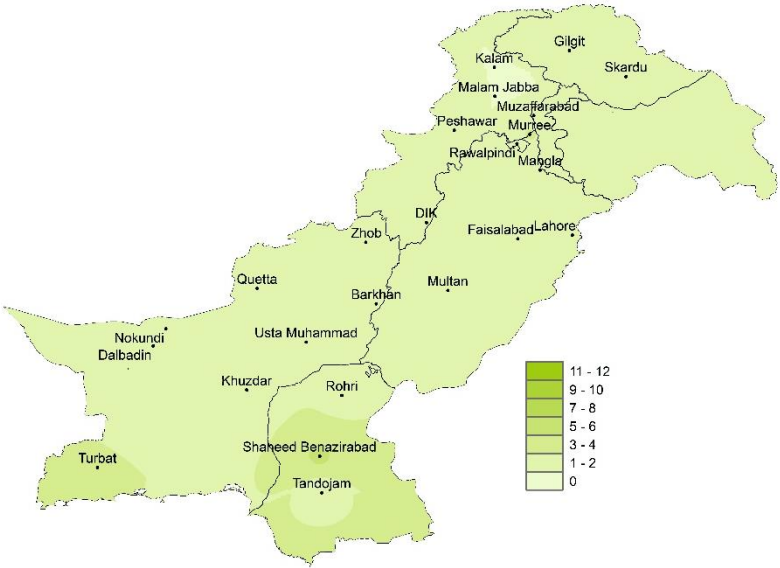 Gilgit
Kalam
Skardu
Malam Jabba
Muzaffarabad
Peshawar
Murree
Rawalpindi
Mangla
DIK
Zhob
Faisalabad
Lahore
Quetta
Multan
Barkhan
Nokundi
Usta Muhammad
Dalbadin
Khuzdar
Rohri
Shaheed Benazirabad
Turbat
Tandojam
11 - 12
9 - 10
7 - 8
5 - 6
3 - 4
1 - 2
0